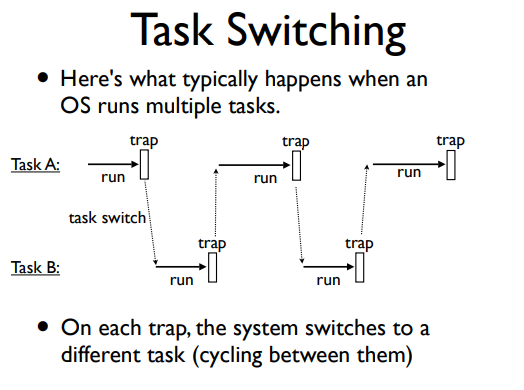 Task Switching
• Here's what typically happens when an
OS runs multiple tasks.
trap trap trap
Task A:
run run run
task switch
trap trap
Task B:
run run
• On each trap, the system switches to a
different task (cycling between them)